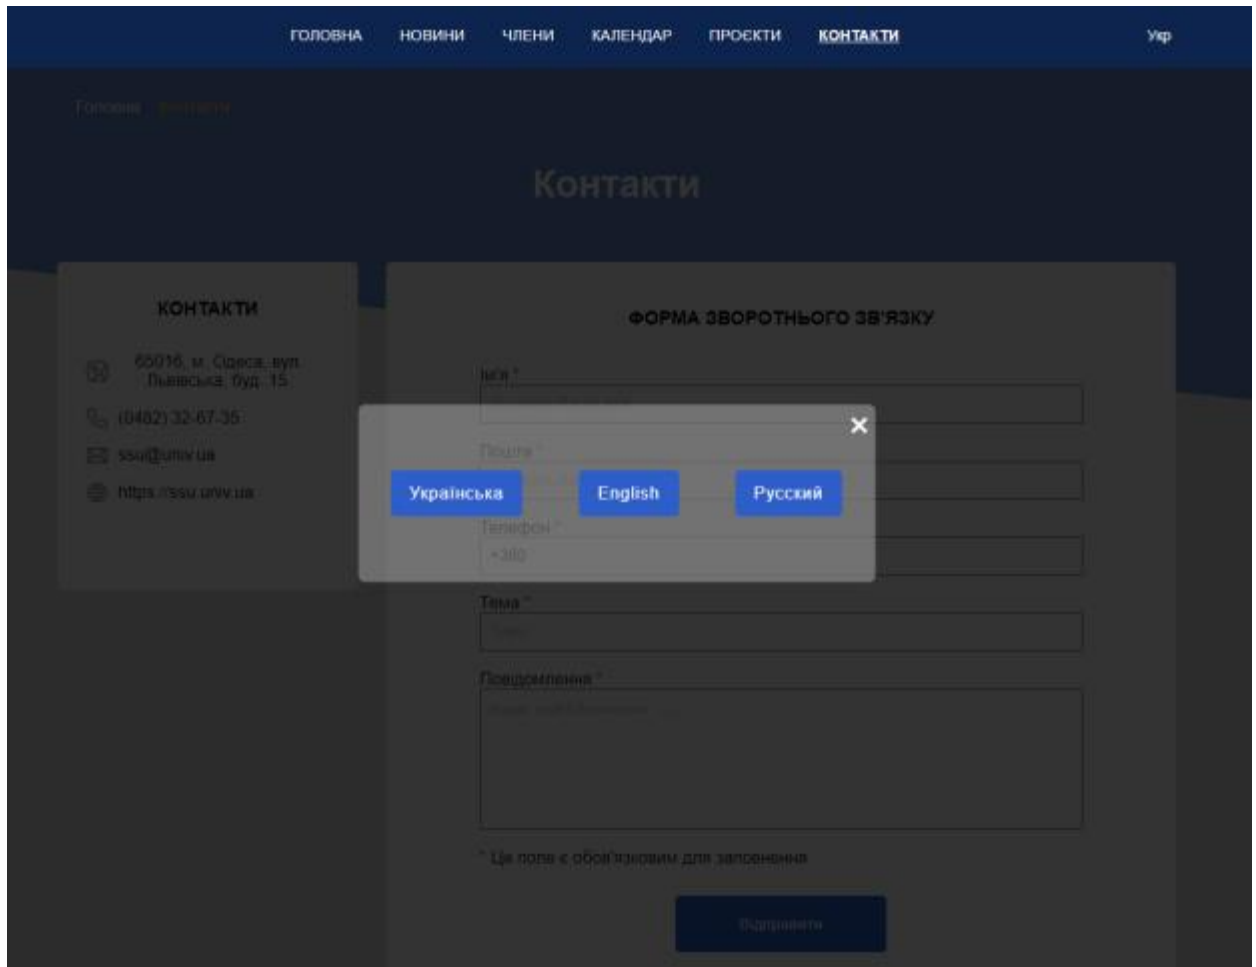 ГОЛОВНА НОВИНИ ЧЛЕНИ КАЛЕНДАР ПРОЄКТИ КОНТАКТИ Укр
Головна Контакти
Контакти
КОНТАКТИ
65016, м. Одеса, вул.
Львівська, буд. 15
(0482) 32-67-35
ssu@univ.ua
https://ssu.univ.ua
ФОРМА ЗВОРОТНЬОГО ЗВ'ЯЗКУ
Ім'я *
Пошта *
Українська English Русский
Телефон *
+380
Тема *
Повідомлення *
* Це поле є обов'язковим для заповнення
Відправити